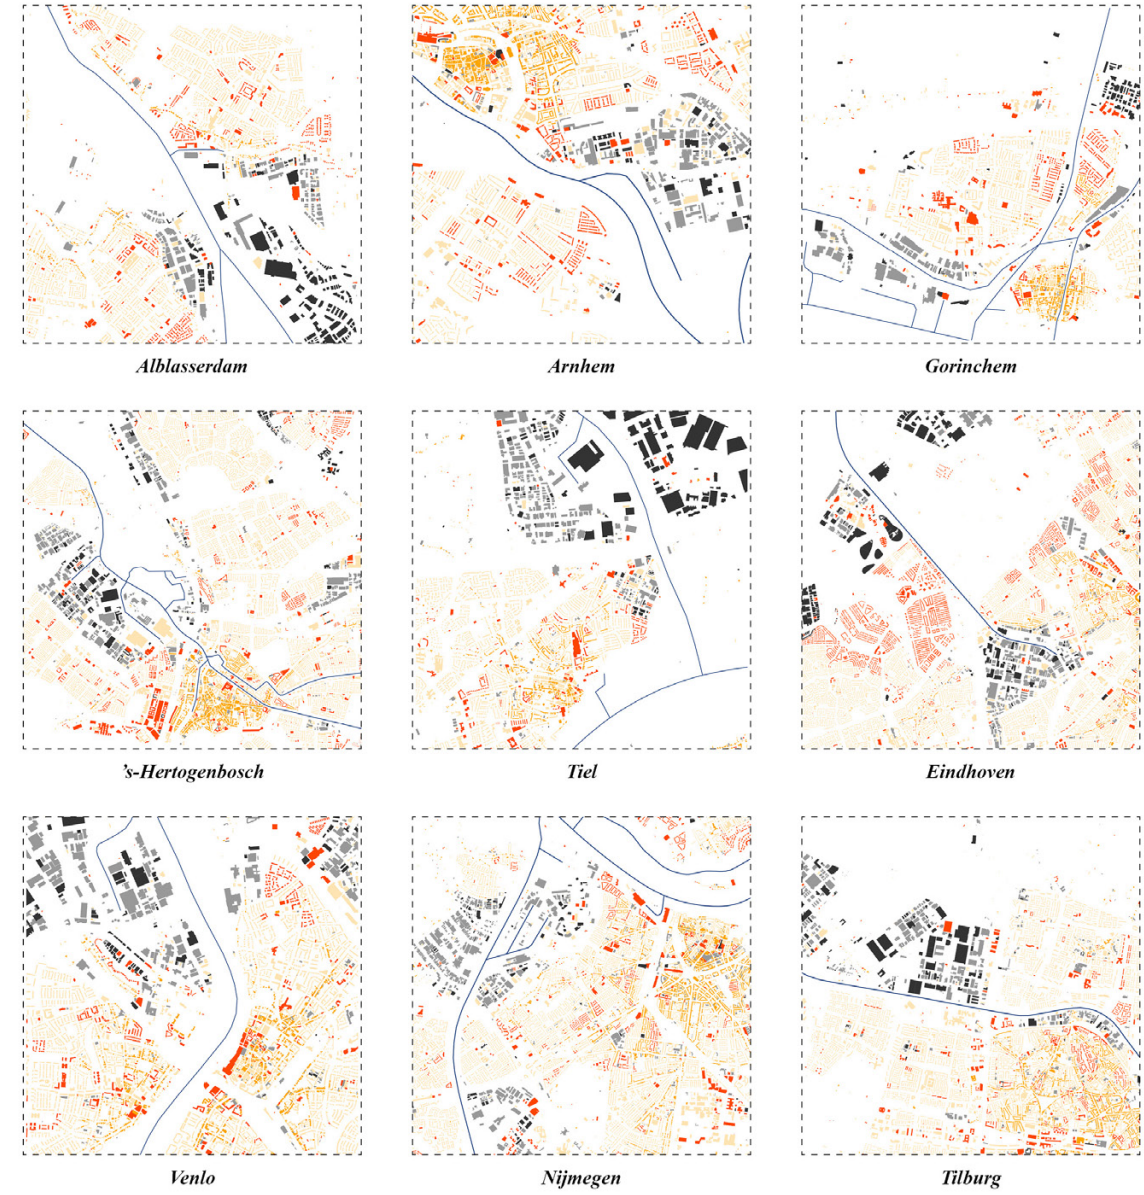 Alblasserdam
Arnhem
Gorinchem
's-Hertogenbosch
Tiel
Eindhoven
Venlo
Nijmegen
Tilburg